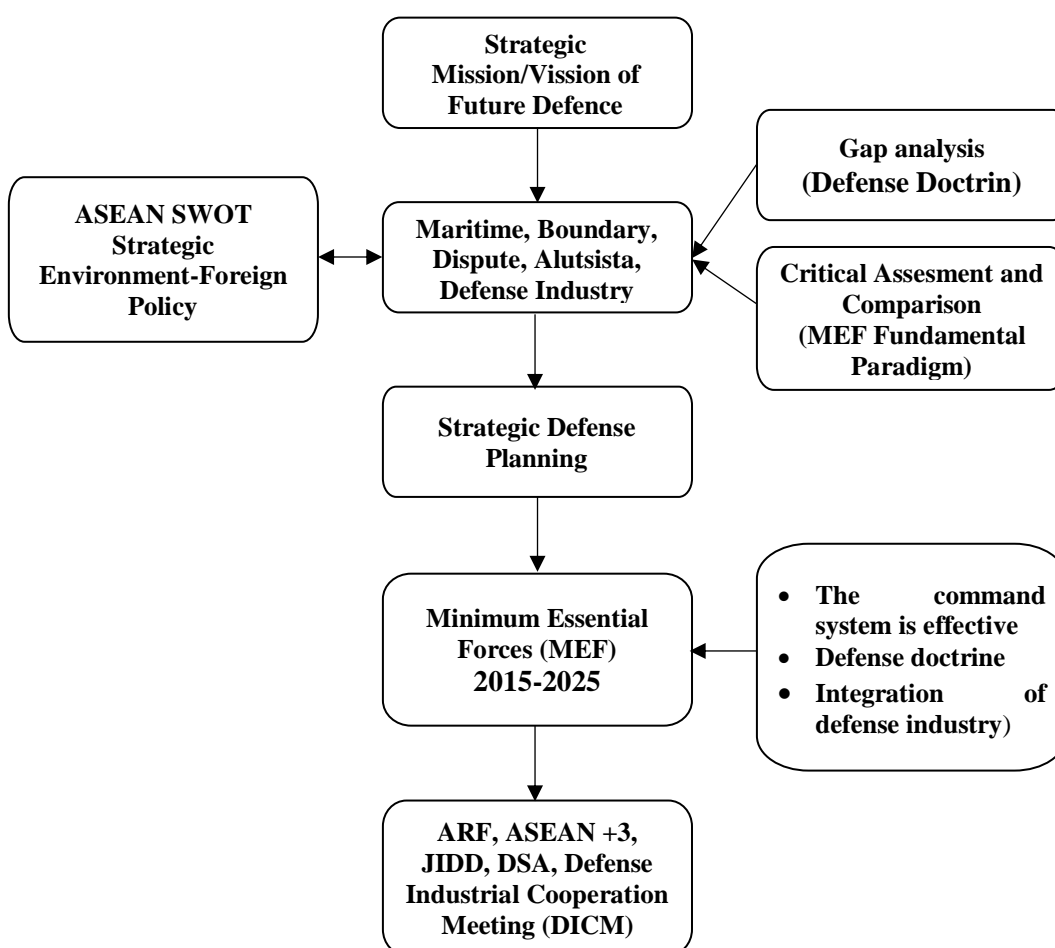 Strategic
Mission/Vission of
Future Defence
Gap analysis
(Defense Doctrin)
ASEAN SWOT
Strategic
Environment-Foreign
Policy
Maritime, Boundary,
Dispute, Alutsista,
Defense Industry
Critical Assesment and
Comparison
(MEF Fundamental
Paradigm)
Strategic Defense
Planning
Minimum Essential
Forces (MEF)
2015-2025
• The command
system is effective
• Defense doctrine
• Integration of
defense industry)
ARF, ASEAN +3,
JIDD, DSA, Defense
Industrial Cooperation
Meeting (DICM)